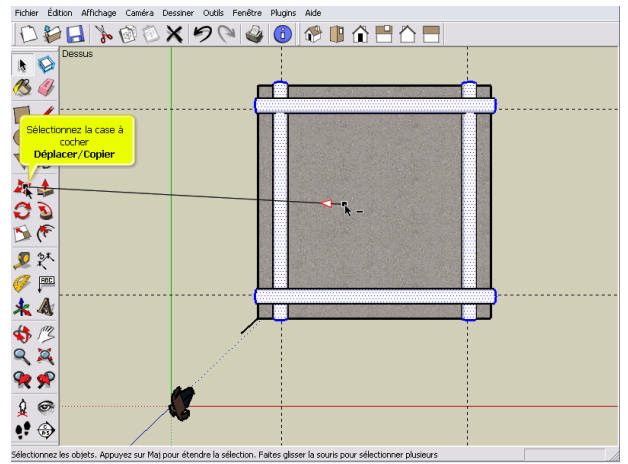 Fichier Édition Affichage Caméra Dessiner Outils Fenêtre Plugins Aide
Dessus
Sélectionnez la case à
cocher
Déplacer/Copier
ABC
Sélectionnez les objets. Appuyez sur Maj pour étendre la sélection. Faites glisser la souris pour sélectionner plusieurs